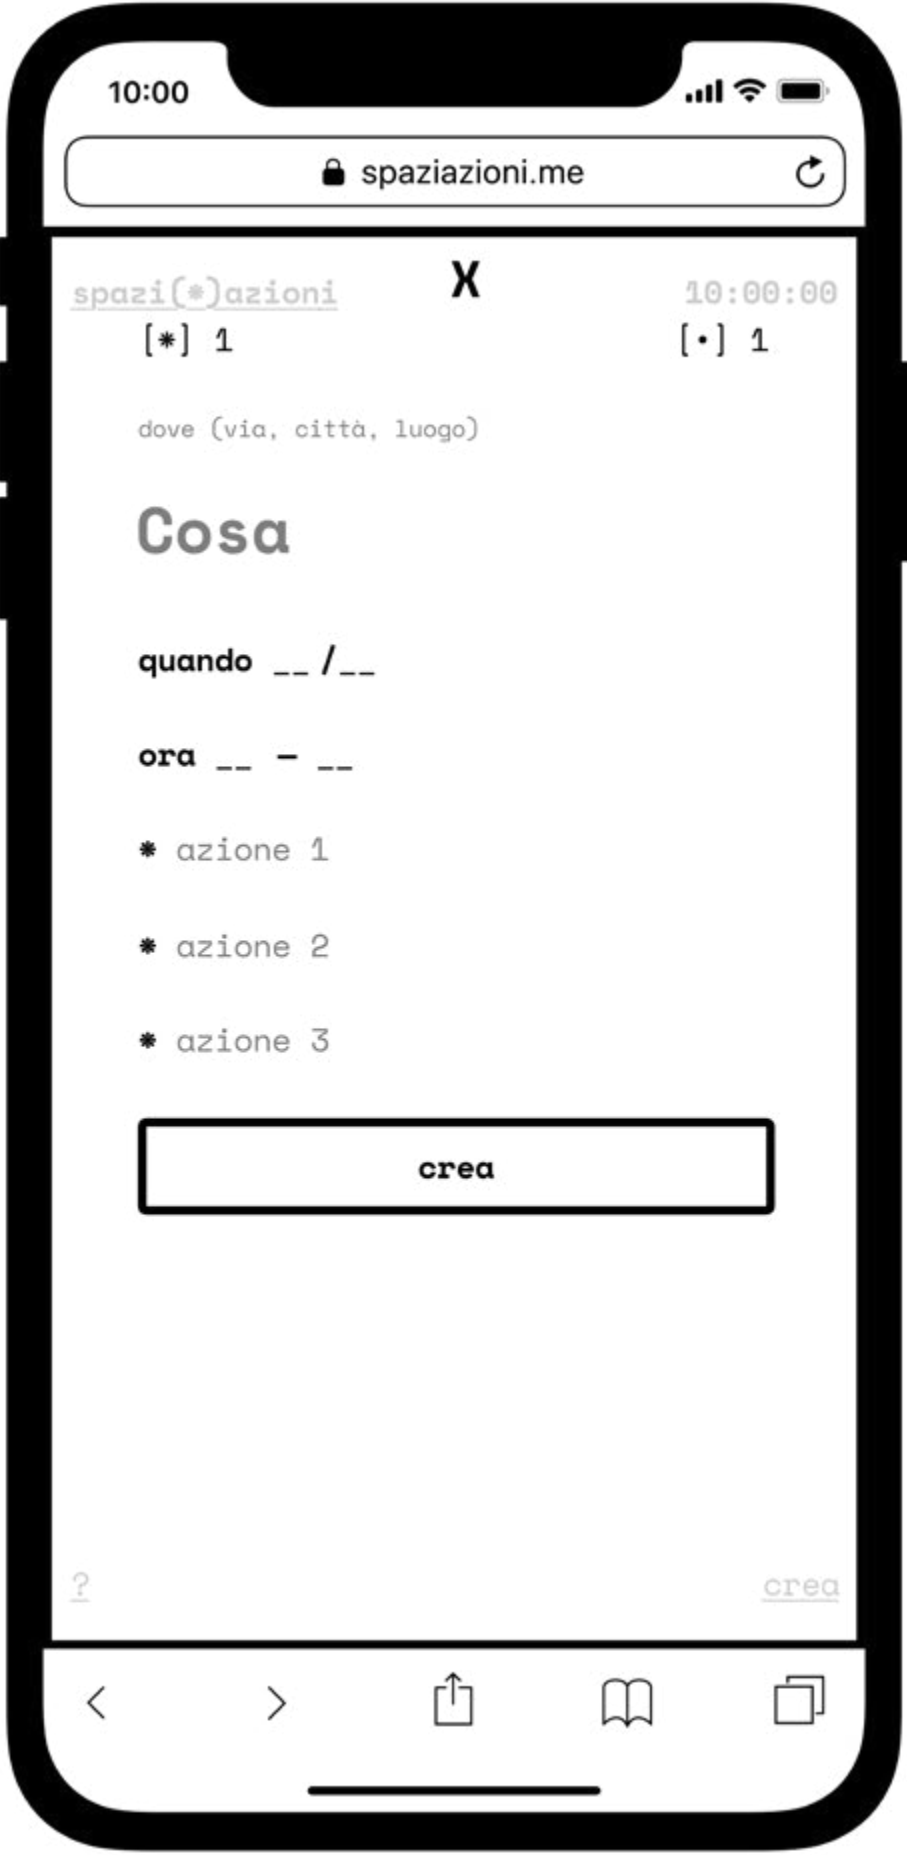 10:00
spaziazioni.me
X
spazi(*)azioni 10:00:00
[*] 1 [·] 1
dove (via, città, luogo)
Cosa
quando __ /__
ora __ – __
* azione 1
* azione 2
* azione 3
crea
? crea